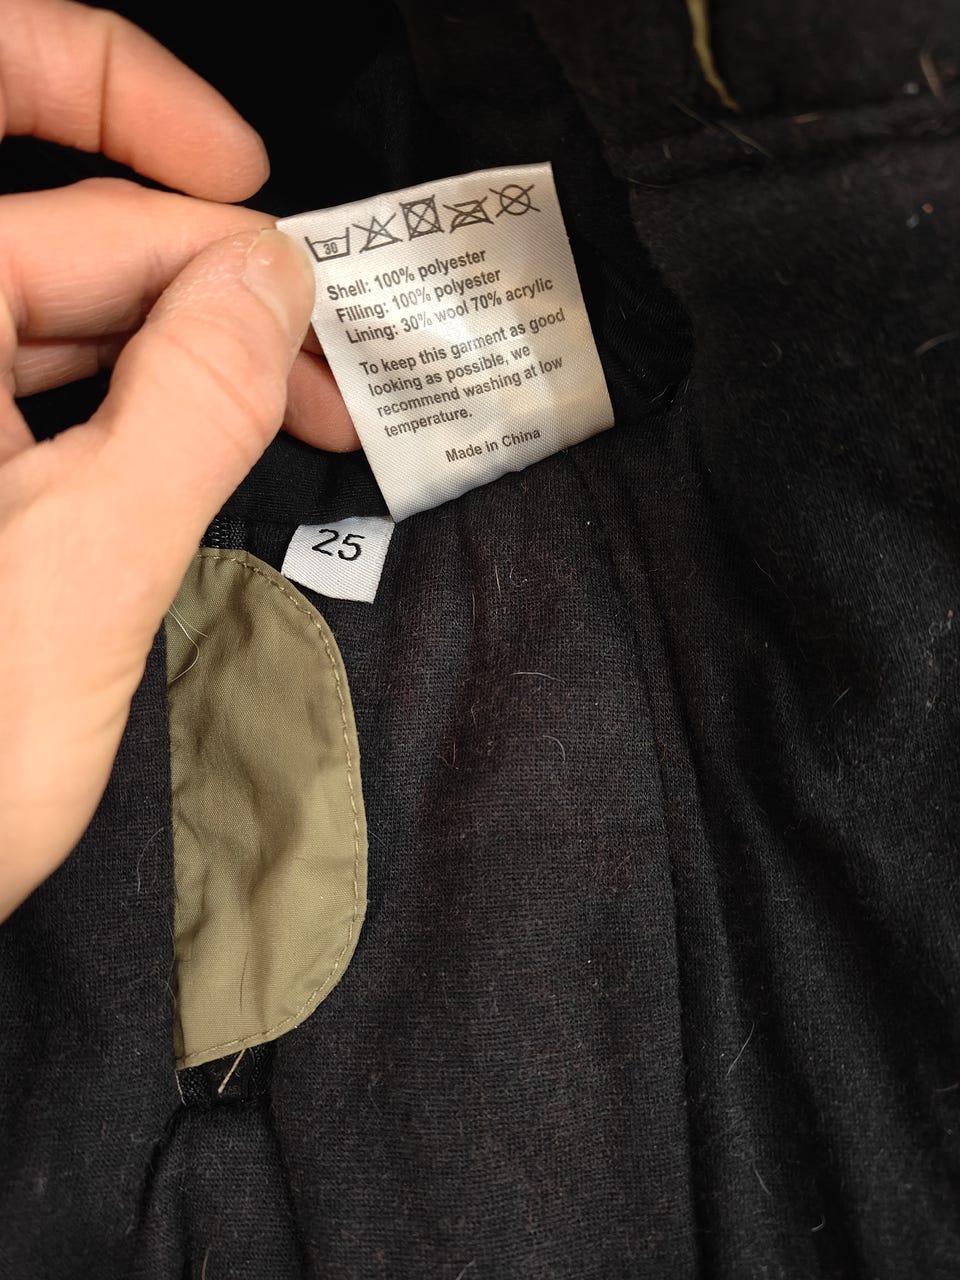 30
Shell: 100% polyester
Filling: 100% polyester
Lining: 30% wool 70% acrylic
To keep this garment as good
looking as possible, we
recommend washing at low
temperature.
Made in China
25